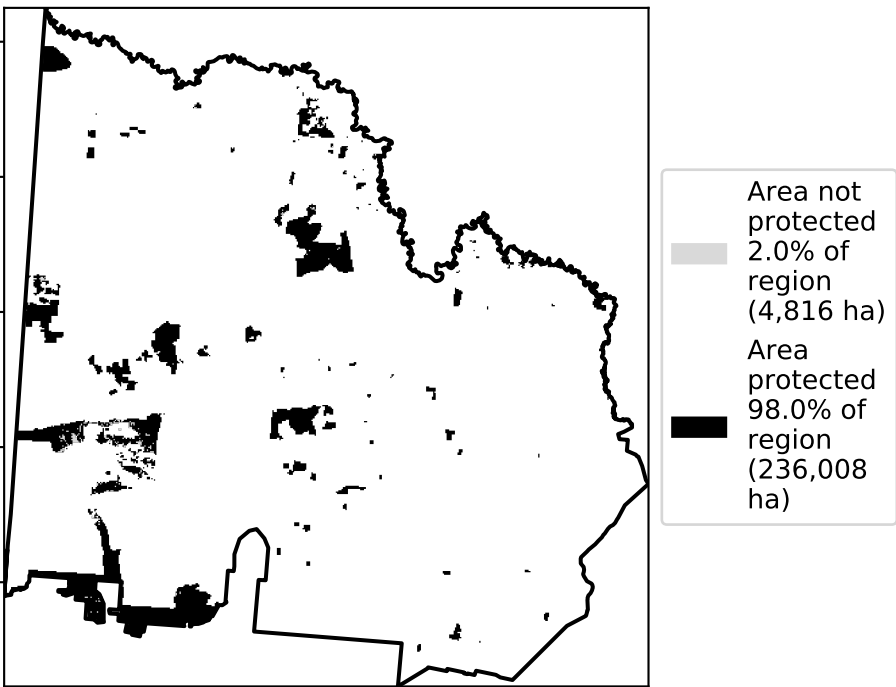 Area not
protected
2.0% of
region
(4,816 ha)
Area
protected
98.0% of
region
(236,008
ha)